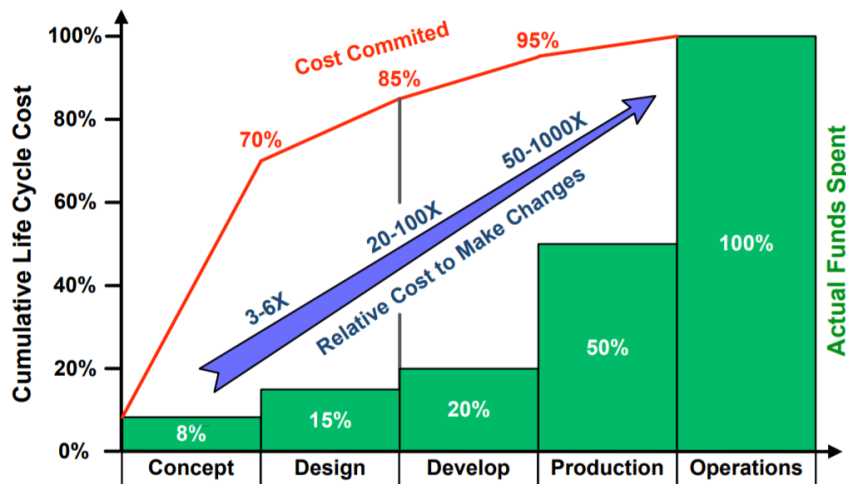 Cumulative Life Cycle Cost
100%
80%
60%
40%
20%
0%
Cost Commited
70%
85%
95%
3-6X
20-100X
50-1000X
Relative Cost to Make Changes
8%
15%
20%
50%
100%
Concept
Design
Develop
Production
Operations
Actual Funds Spent